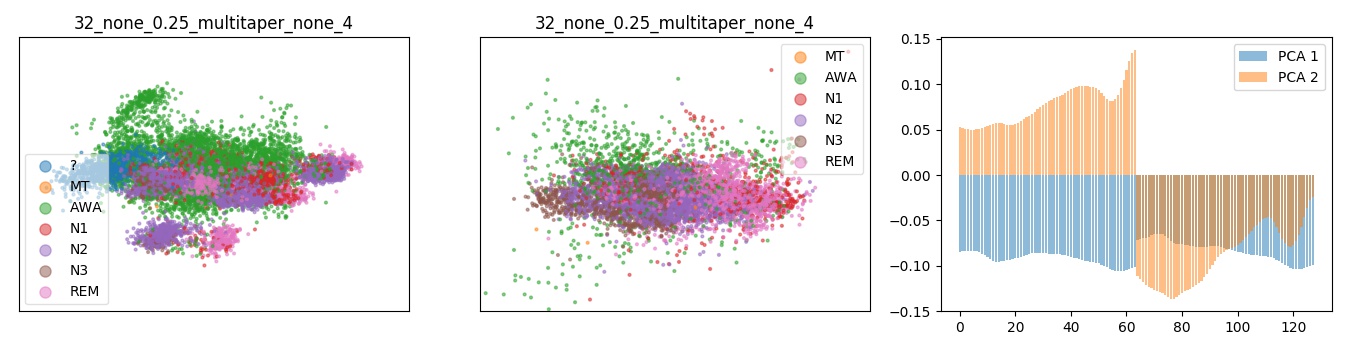 32_none_0.25_multitaper_none_4
?
MT
AWA
N1
N2
N3
REM
32_none_0.25_multitaper_none_4
MT
AWA
N1
N2
N3
REM
PCA 1
PCA 2
0.15
0.10
0.05
0.00
−0.05
−0.10
−0.15
0 20 40 60 80 100 120